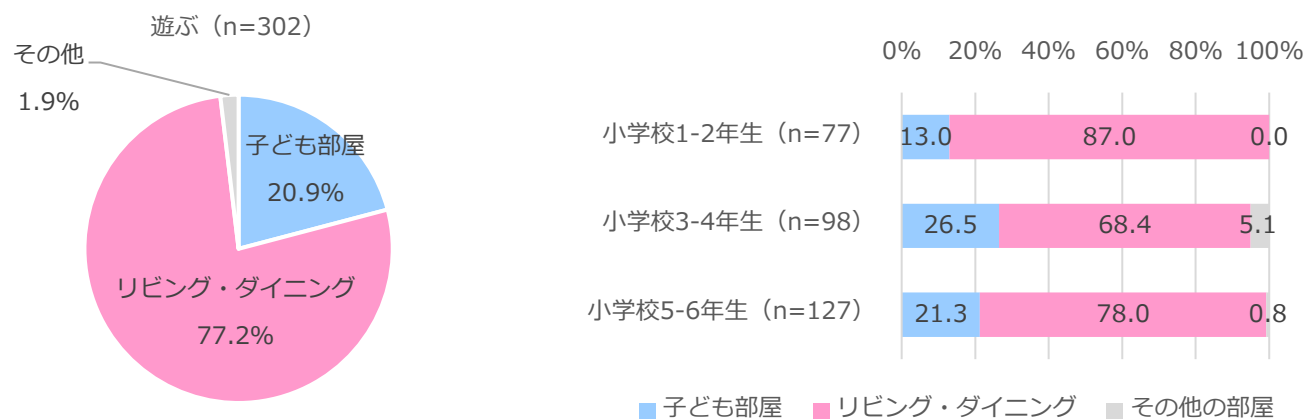 遊ぶ（n=302）
その他
1.9%
子ども部屋
20.9%
リビング・ダイニング
77.2%
0% 20% 40% 60% 80% 100%
小学校1-2年生（n=77） 13.0 87.0 0.0
小学校3-4年生（n=98） 26.5 68.4 5.1
小学校5-6年生（n=127） 21.3 78.0 0.8
子ども部屋 リビング・ダイニング その他の部屋